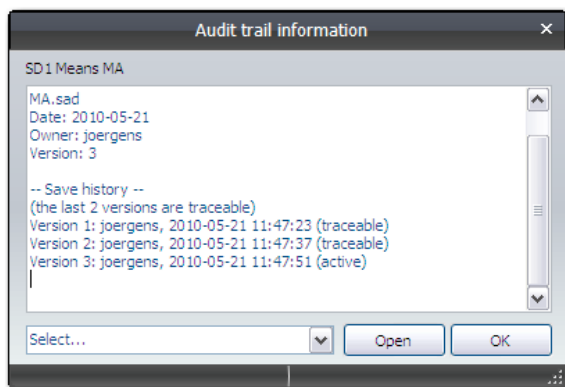 Audit trail information
SD1 Means MA
MA.sad
Date: 2010-05-21
Owner: joergens
Version: 3
-- Save history --
(the last 2 versions are traceable)
Version 1: joergens, 2010-05-21 11:47:23 (traceable)
Version 2: joergens, 2010-05-21 11:47:37 (traceable)
Version 3: joergens, 2010-05-21 11:47:51 (active)
Select...
Open
OK